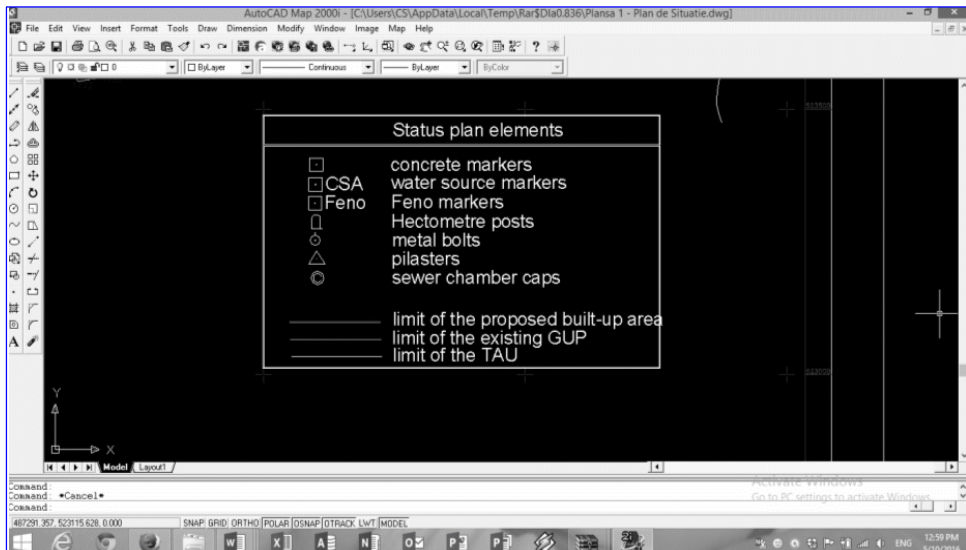 AutoCAD Map 2000i - [C:\Users\CS\AppData\Local\Temp\Rar$DIa0.836\Plansa 1 - Plan de Situatie.dwg]
File Edit View Insert Format Tools Draw Dimension Modify Window Image Map Help
0 ByLayer Continuous ByLayer ByColor
Status plan elements
concrete markers
CSA water source markers
Feno Feno markers
Hectometre posts
metal bolts
pilasters
sewer chamber caps
limit of the proposed built-up area
limit of the existing GUP
limit of the TAU
523000
Y
X
Model Layout1
Command:
Command: *Cancel*
Command:
Activate Windows
Go to PC settings to activate Windows.
487291.357, 523115.628, 0.000 SNAP GRID ORTHO POLAR OSNAP OTRACK LWT MODEL
ENG
12:59 PM
5/10/2016